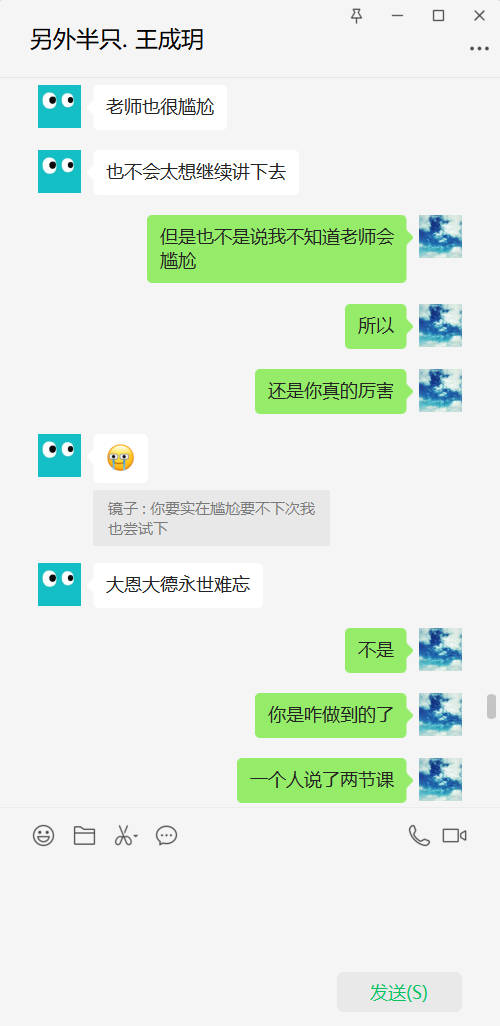 另外半只. 王成玥
老师也很尴尬
也不会太想继续讲下去
但是也不是说我不知道老师会
尴尬
所以
还是你真的厉害
镜子 : 你要实在尴尬要不下次我
也尝试下
大恩大德永世难忘
不是
你是咋做到的了
一个人说了两节课
发送(S)